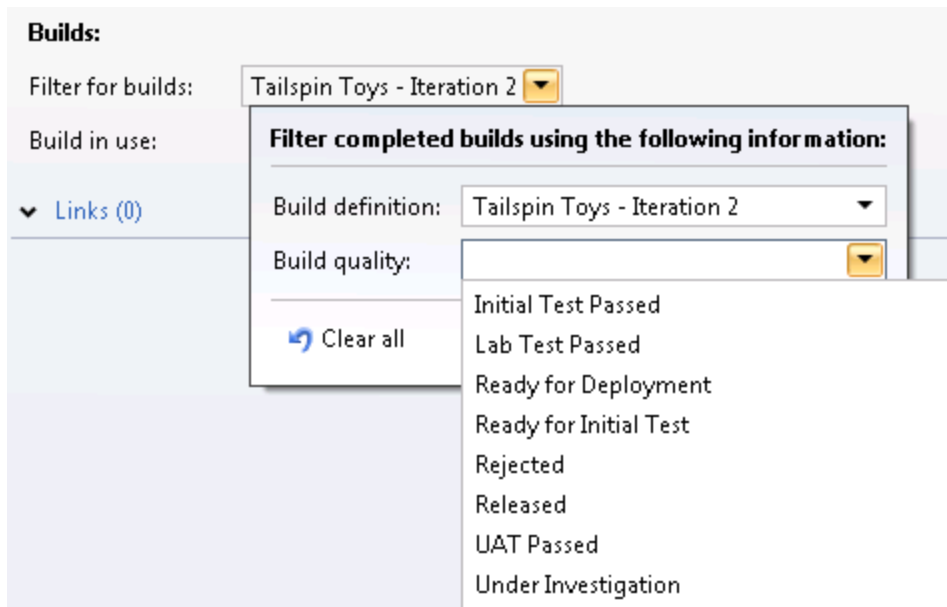 Builds:
Filter for builds: Tailspin Toys - Iteration 2
Build in use:
Filter completed builds using the following information:
Links (0)
Build definition: Tailspin Toys - Iteration 2
Build quality:
Initial Test Passed
Clear all
Lab Test Passed
Ready for Deployment
Ready for Initial Test
Rejected
Released
UAT Passed
Under Investigation